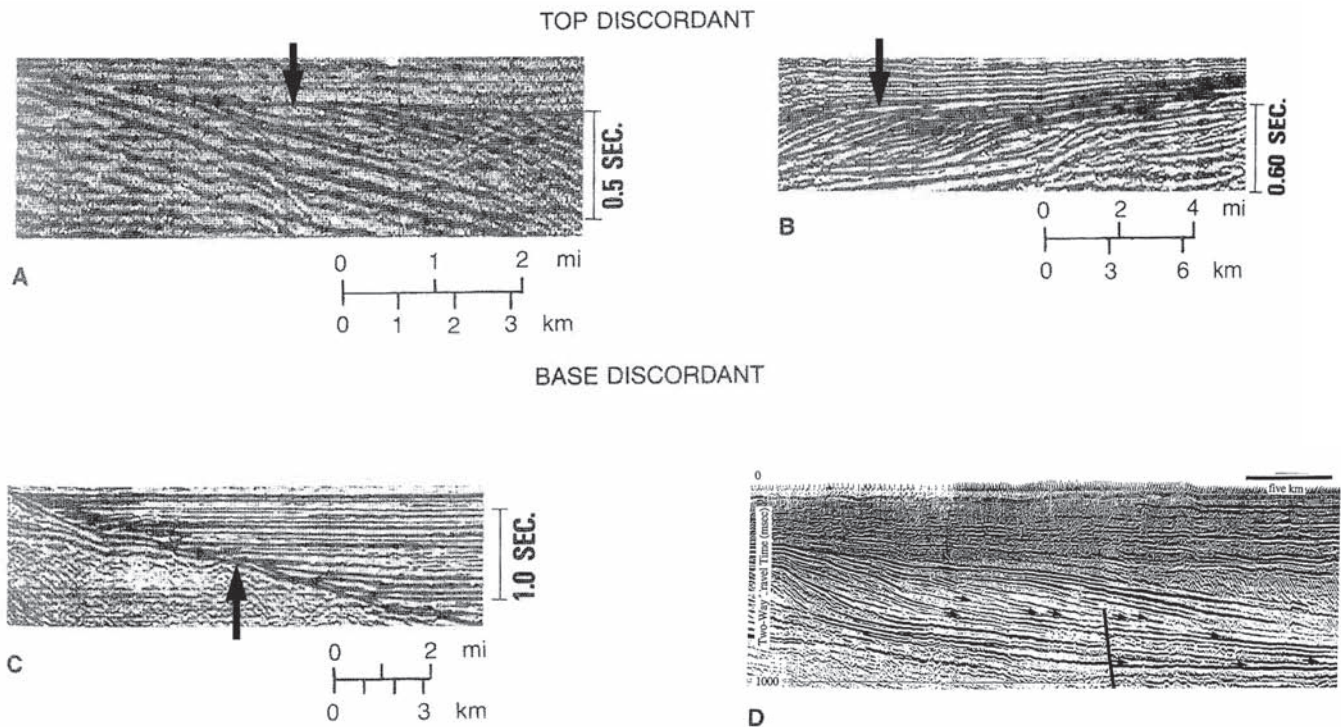 TOP DISCORDANT
0.5 SEC.
A
0 1 2 mi
0 1 2 3 km
0.60 SEC.
B
0 2 4 mi
0 3 6 km
BASE DISCORDANT
1.0 SEC.
C
0 2 mi
0 3 km
0
five km
Two-Way Travel Time (msec)
1000
D